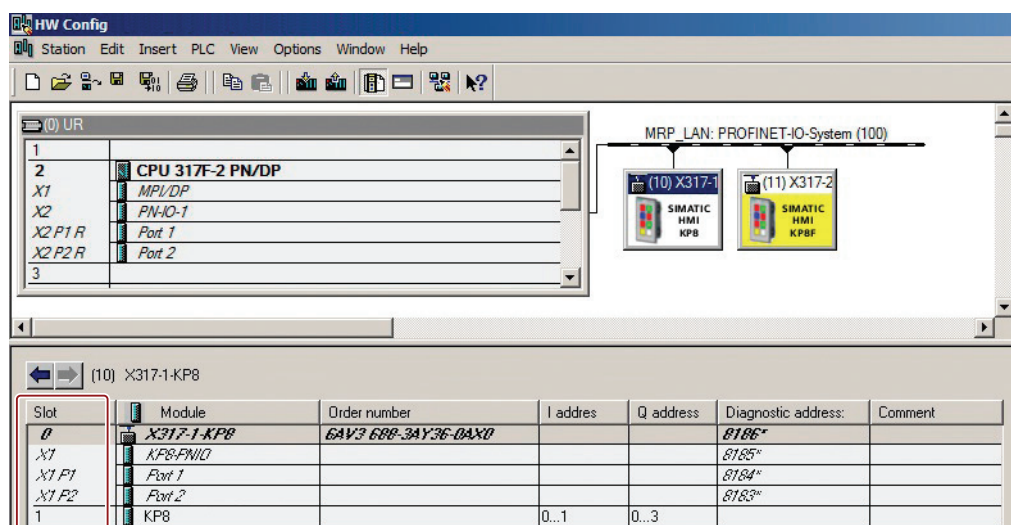 HW Config
Station Edit Insert PLC View Options Window Help
(0) UR
1
2 CPU 317F-2 PN/DP
X1 MPI/DP
X2 PN-IO-1
X2 P1 R Port 1
X2 P2 R Port 2
3
MRP_LAN: PROFINET-IO-System (100)
(10) X317-1
SIMATIC
HMI
KP8
(11) X317-2
SIMATIC
HMI
KP8F
(10) X317-1-KP8
Slot Module Order number I addres Q address Diagnostic address: Comment
0 X317-1-KP8 6AV3 688-3AY36-0AX0 8186*
X1 KP8-PNIO 8185*
X1 P1 Port 1 8184*
X1 P2 Port 2 8183*
1 KP8 0...1 0...3